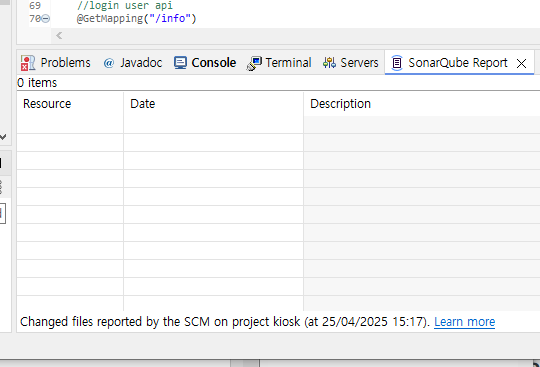 69 //login user api
70 @GetMapping("/info")
Problems @ Javadoc Console Terminal Servers SonarQube Report
0 items
Resource Date Description
Changed files reported by the SCM on project kiosk (at 25/04/2025 15:17). Learn more